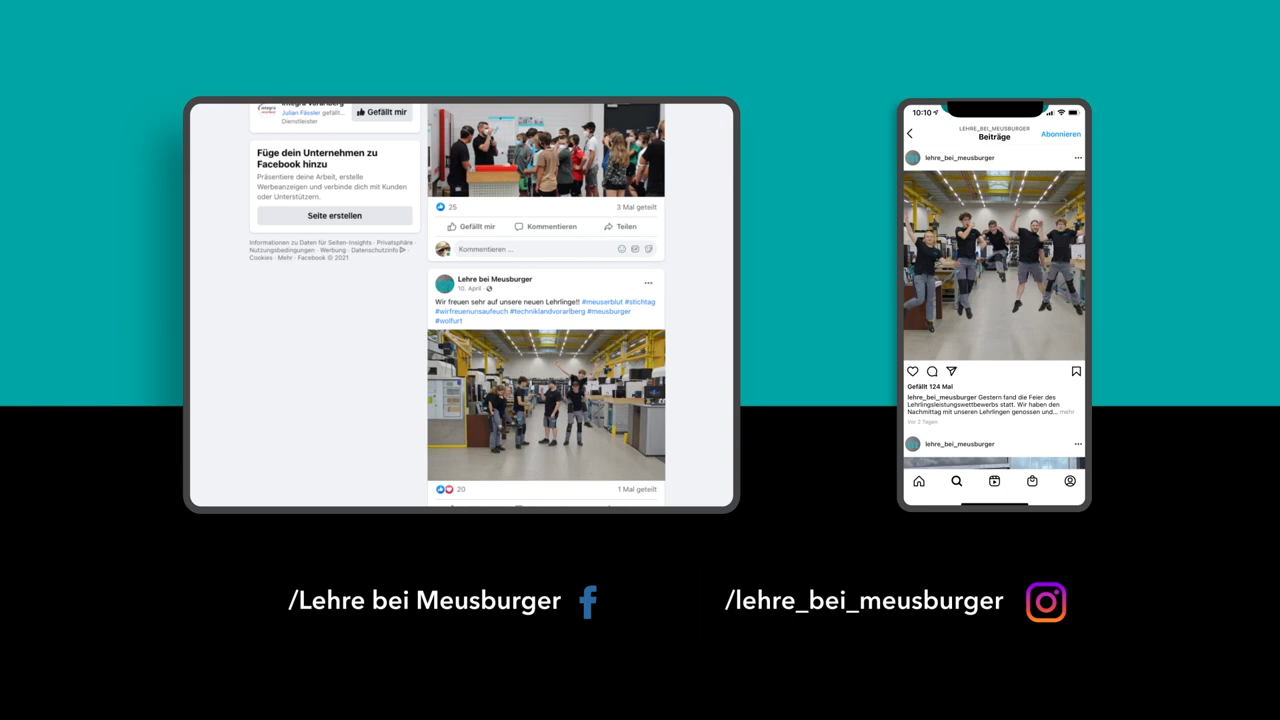 Integra Vorarlberg
Julian Fässler gefällt...
Dienstleister
Gefällt mir
Füge dein Unternehmen zu
Facebook hinzu
Präsentiere deine Arbeit, erstelle
Werbeanzeigen und verbinde dich mit Kunden
oder Unterstützern.
Seite erstellen
Informationen zu Daten für Seiten-Insights · Privatsphäre ·
Nutzungsbedingungen · Werbung · Datenschutzinfo ·
Cookies · Mehr · Facebook © 2021
25
3 Mal geteilt
Gefällt mir
Kommentieren
Teilen
Kommentieren ...
Lehre bei Meusburger
10. April ·
Wir freuen sehr auf unsere neuen Lehrlinge!! #meuserblut #stichtag
#wirfreuenunsaufeuch #techniklandvorarlberg #meusburger
#wolfurt
20
1 Mal geteilt
10:10
LEHRE_BEI_MEUSBURGER
Beiträge
Abonnieren
lehre_bei_meusburger
Gefällt 124 Mal
lehre_bei_meusburger Gestern fand die Feier des
Lehrlingsleistungswettbewerbs statt. Wir haben den
Nachmittag mit unseren Lehrlingen genossen und... mehr
Vor 2 Tagen
lehre_bei_meusburger
/Lehre bei Meusburger
/lehre_bei_meusburger